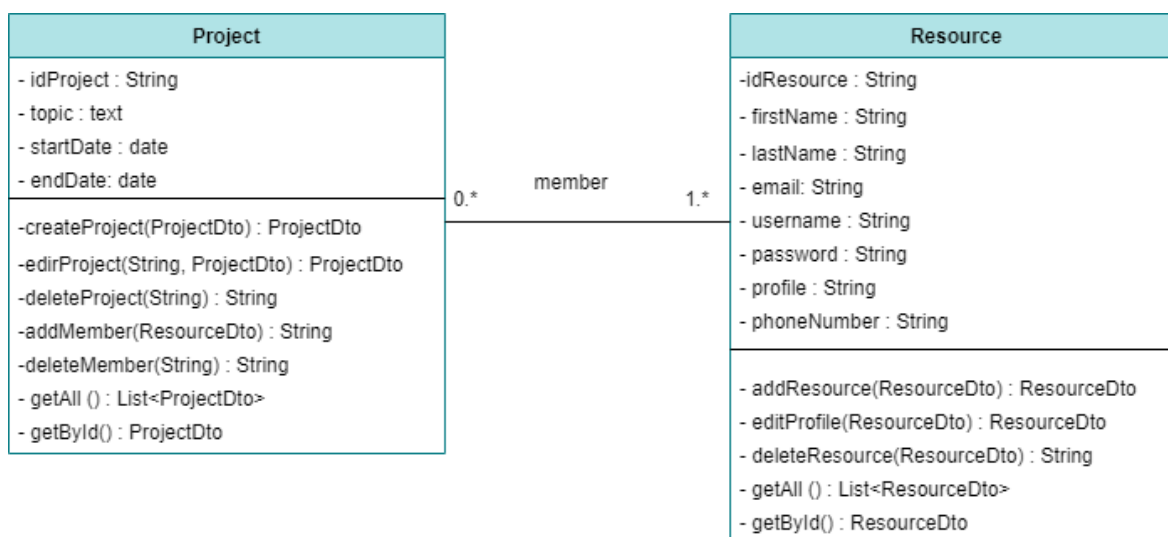 Project
- idProject : String
- topic : text
- startDate : date
- endDate: date
-createProject(ProjectDto) : ProjectDto
-edirProject(String, ProjectDto) : ProjectDto
-deleteProject(String) : String
-addMember(ResourceDto) : String
-deleteMember(String) : String
- getAll () : List<ProjectDto>
- getById() : ProjectDto
0.*
member
1.*
Resource
-idResource : String
- firstName : String
- lastName : String
- email: String
- username : String
- password : String
- profile : String
- phoneNumber : String
- addResource(ResourceDto) : ResourceDto
- editProfile(ResourceDto) : ResourceDto
- deleteResource(ResourceDto) : String
- getAll () : List<ResourceDto>
- getById() : ResourceDto